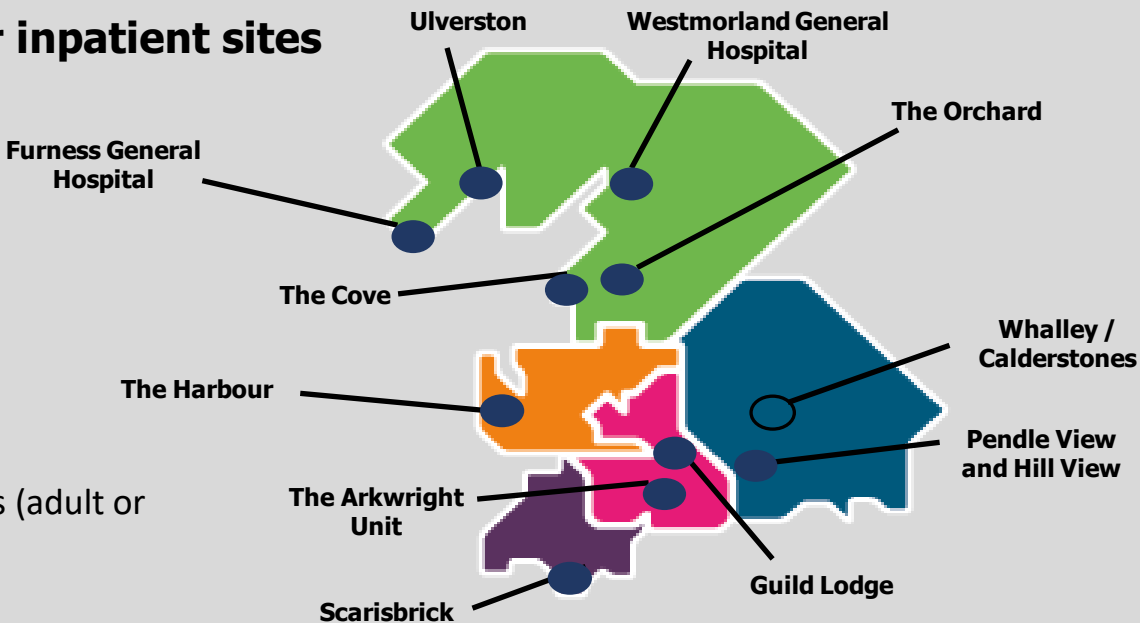 r inpatient sites
Ulverston
Westmorland General
Hospital
The Orchard
Furness General
Hospital
The Cove
Whalley /
Calderstones
The Harbour
Pendle View
and Hill View
s (adult or
The Arkwright
Unit
Guild Lodge
Scarisbrick